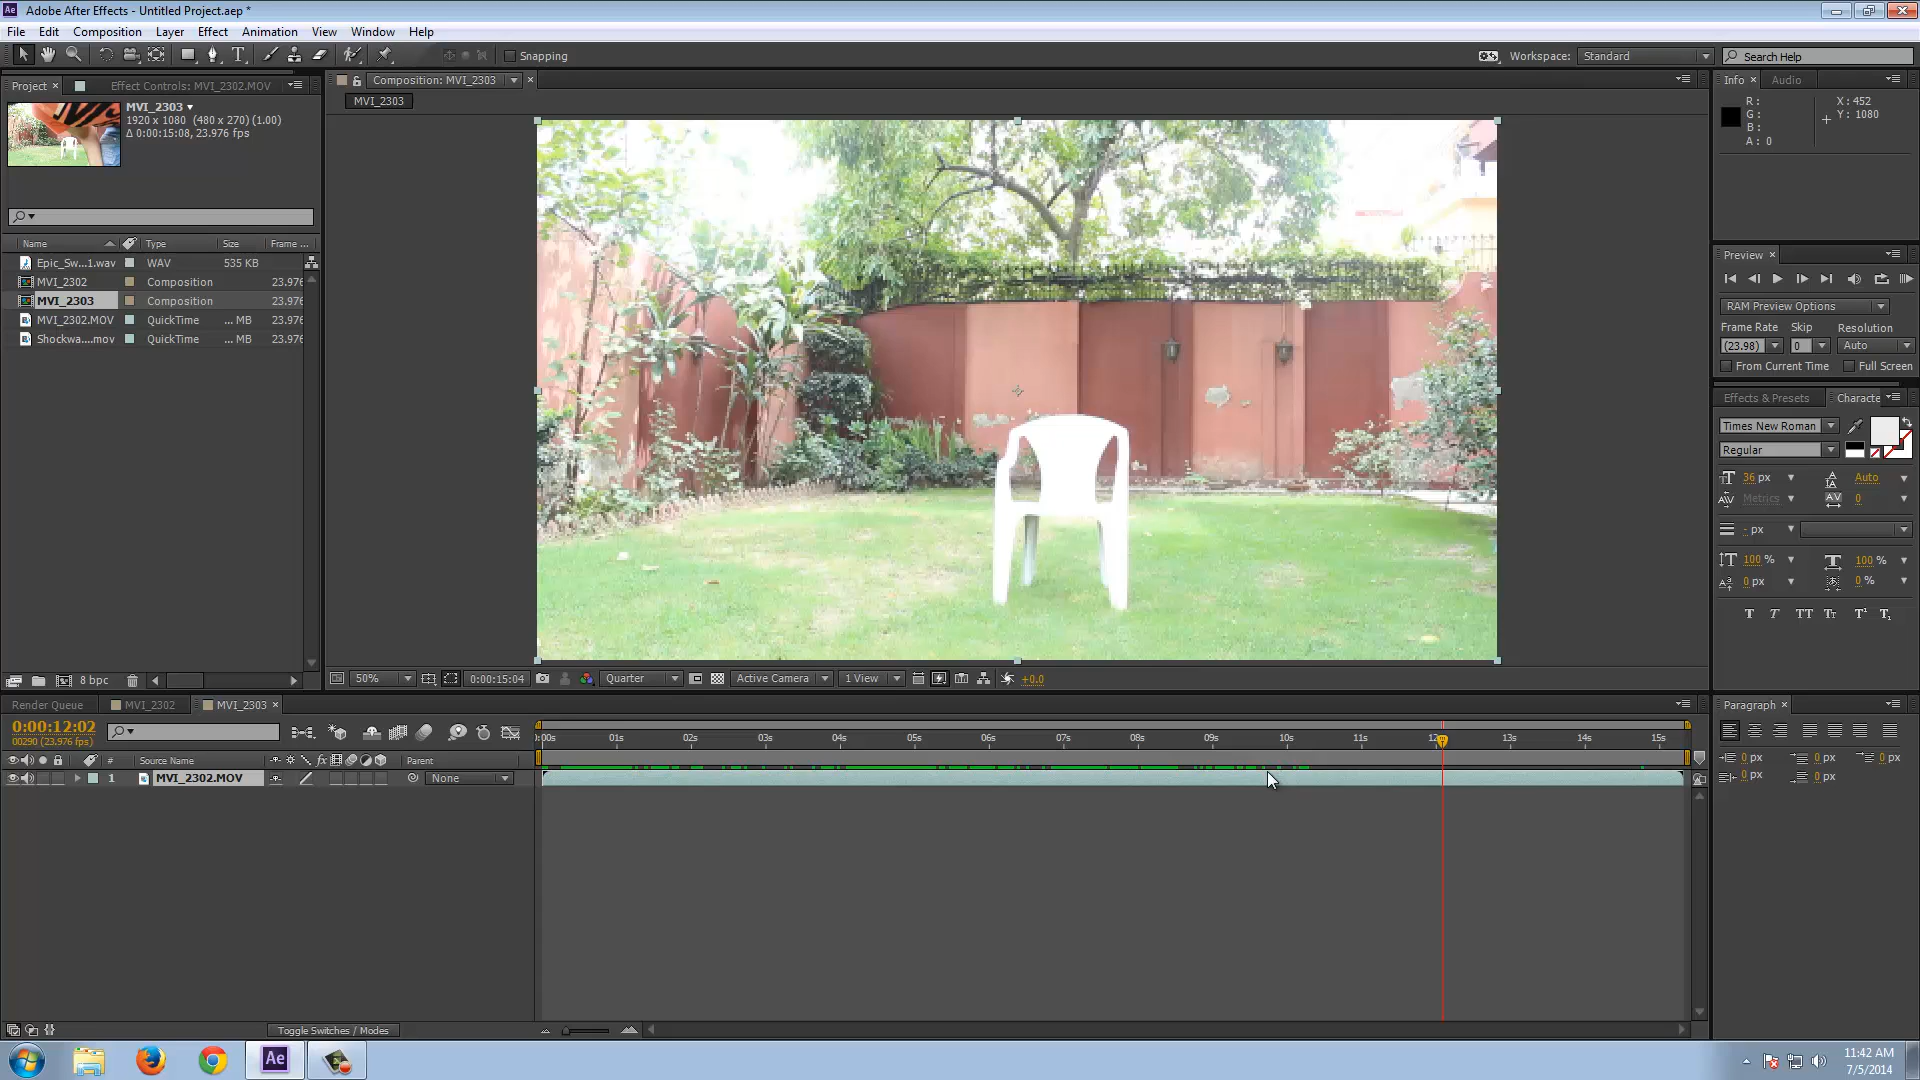 Adobe After Effects - Untitled Project.aep *
File Edit Composition Layer Effect Animation View Window Help
Snapping
Workspace: Standard
Search Help
Project
Effect Controls: MVI_2302.MOV
Composition: MVI_2303
Info
Audio
MVI_2303
MVI_2303
1920 x 1080 (480 x 270) (1.00)
Δ 0:00:15:08, 23.976 fps
R:
G:
B:
A: 0
X: 452
Y: 1080
Name Type Size Frame ...
Epic_Sw...1.wav WAV 535 KB
MVI_2302 Composition 23.976
MVI_2303 Composition 23.976
MVI_2302.MOV QuickTime ... MB 23.976
Shockwa....mov QuickTime ... MB 23.976
Preview
RAM Preview Options
Frame Rate Skip Resolution
(23.98) 0 Auto
From Current Time Full Screen
Effects & Presets
Characte
Times New Roman
Regular
36 px Auto
Metrics 0
- px
100 % 100 %
0 px 0 %
T T TT Tt T¹ T₁
8 bpc
50% 0:00:15:04 Quarter Active Camera 1 View +0.0
Render Queue MVI_2302 MVI_2303
Paragraph
0:00:12:02
00290 (23.976 fps)
:00s 01s 02s 03s 04s 05s 06s 07s 08s 09s 10s 11s 12s 13s 14s 15s
# Source Name fx Parent
1 MVI_2302.MOV None
0 px 0 px 0 px
0 px 0 px
Toggle Switches / Modes
Ae
11:42 AM
7/5/2014